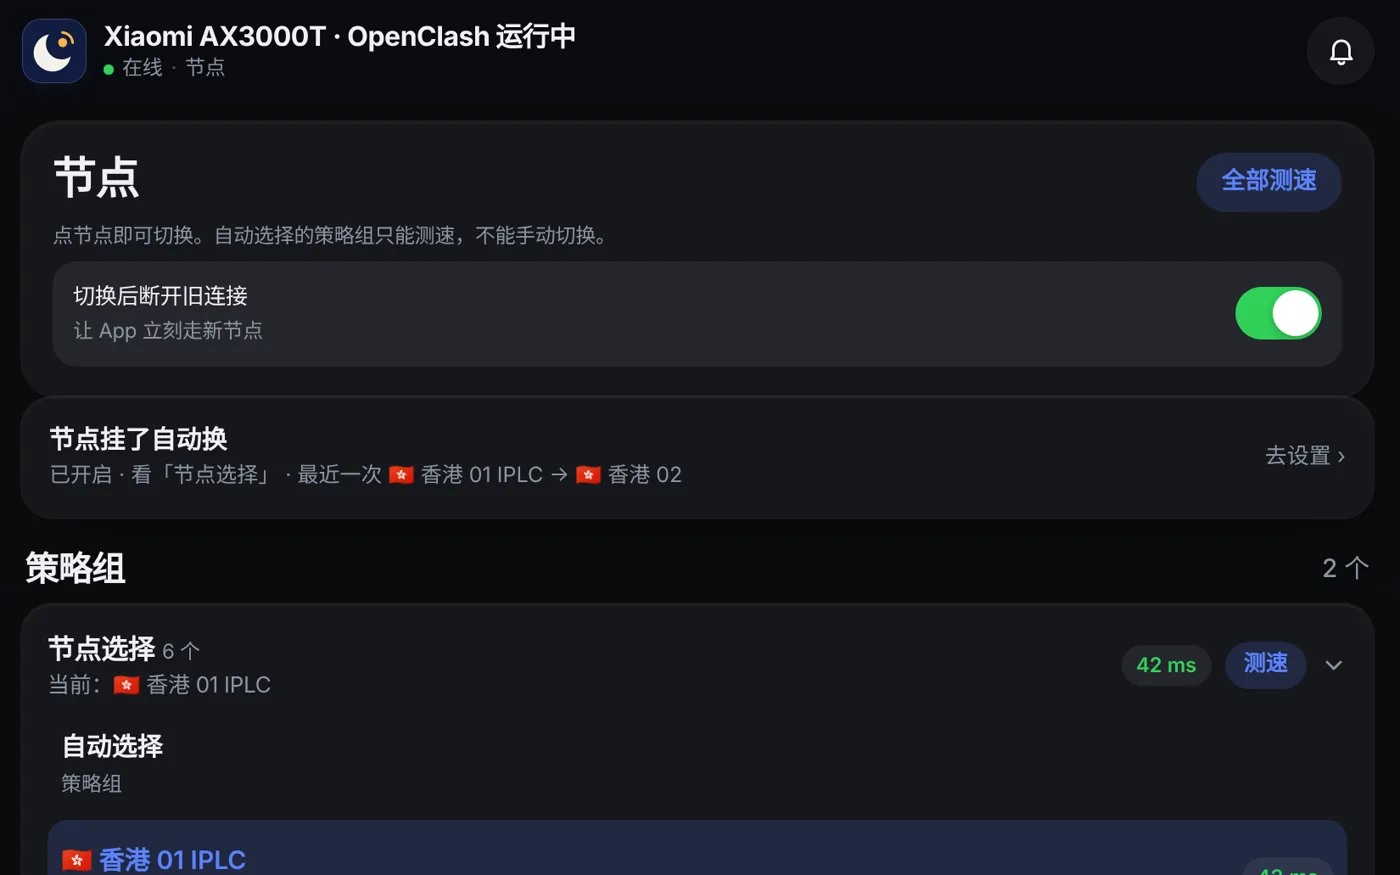 Xiaomi AX3000T · OpenClash 运行中
在线 · 节点
节点
全部测速
点节点即可切换。自动选择的策略组只能测速，不能手动切换。
切换后断开旧连接
让 App 立刻走新节点
节点挂了自动换
已开启 · 看「节点选择」 · 最近一次 🇭🇰 香港 01 IPLC → 🇭🇰 香港 02
去设置 ›
策略组
2 个
节点选择 6 个
当前：🇭🇰 香港 01 IPLC
42 ms
测速
自动选择
策略组
🇭🇰 香港 01 IPLC
42 ms